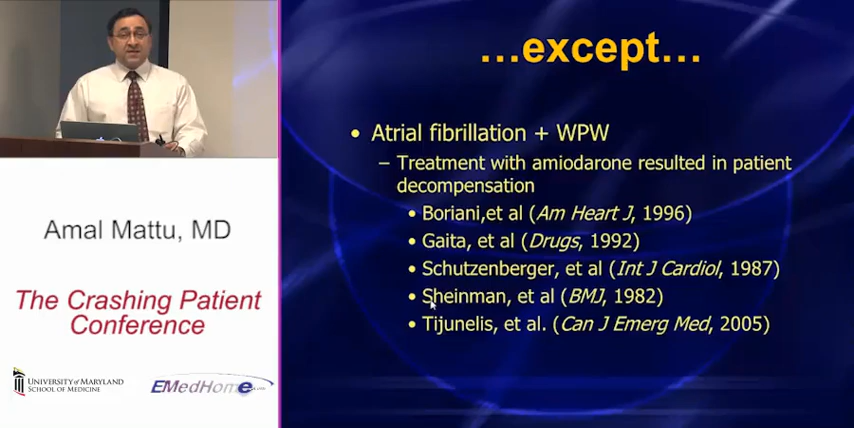 Amal Mattu, MD
The Crashing Patient
Conference
UNIVERSITY OF MARYLAND
SCHOOL OF MEDICINE
EMedHome.com
...except...
• Atrial fibrillation + WPW
– Treatment with amiodarone resulted in patient
decompensation
• Boriani,et al (Am Heart J, 1996)
• Gaita, et al (Drugs, 1992)
• Schutzenberger, et al (Int J Cardiol, 1987)
• Sheinman, et al (BMJ, 1982)
• Tijunelis, et al. (Can J Emerg Med, 2005)